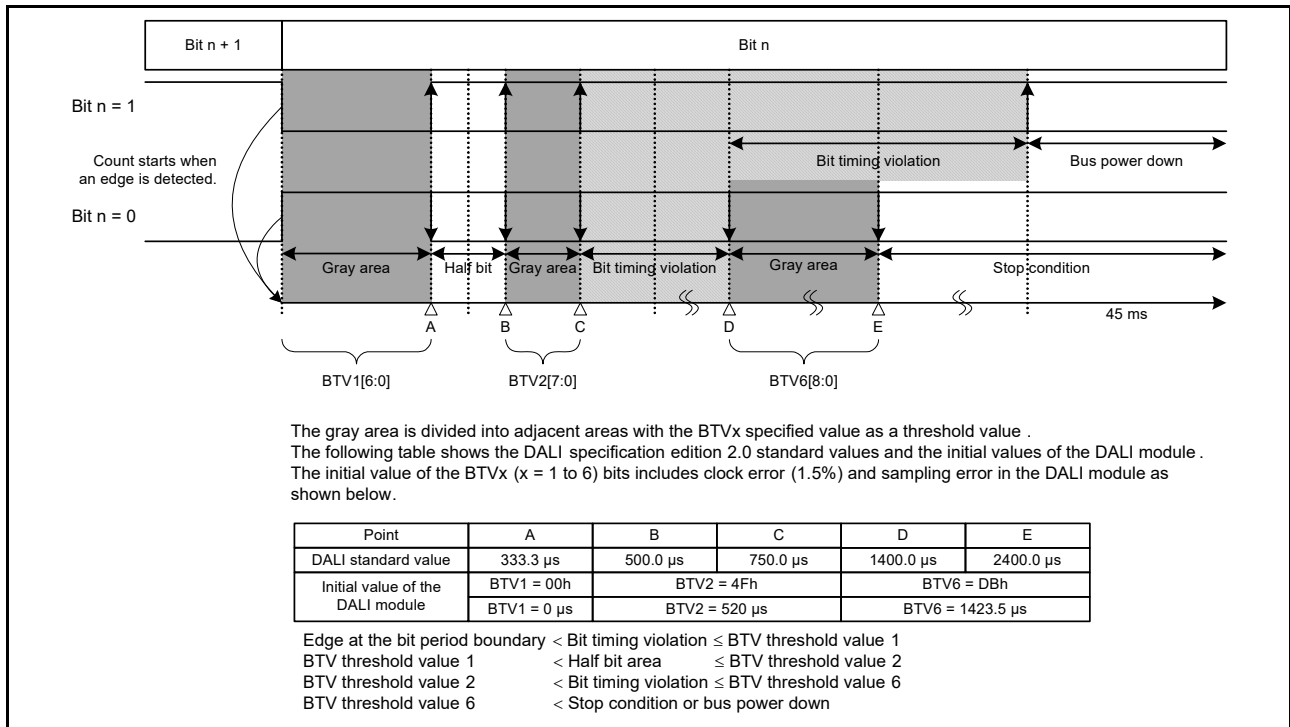 Bit n + 1
Bit n
Bit n = 1
Count starts when
an edge is detected.
Bit timing violation
Bus power down
Bit n = 0
Gray area
Half bit
Gray area
Bit timing violation
Gray area
Stop condition
45 ms
A
B
C
D
E
BTV1[6:0]
BTV2[7:0]
BTV6[8:0]
The gray area is divided into adjacent areas with the BTVx specified value as a threshold value .
The following table shows the DALI specification edition 2.0 standard values and the initial values of the DALI module .
The initial value of the BTVx (x = 1 to 6) bits includes clock error (1.5%) and sampling error in the DALI module as
shown below.
Point A B C D E
DALI standard value 333.3 µs 500.0 µs 750.0 µs 1400.0 µs 2400.0 µs
Initial value of the
DALI module
BTV1 = 00h BTV2 = 4Fh BTV6 = DBh
BTV1 = 0 µs BTV2 = 520 µs BTV6 = 1423.5 µs
Edge at the bit period boundary < Bit timing violation ≤ BTV threshold value 1
BTV threshold value 1 < Half bit area ≤ BTV threshold value 2
BTV threshold value 2 < Bit timing violation ≤ BTV threshold value 6
BTV threshold value 6 < Stop condition or bus power down